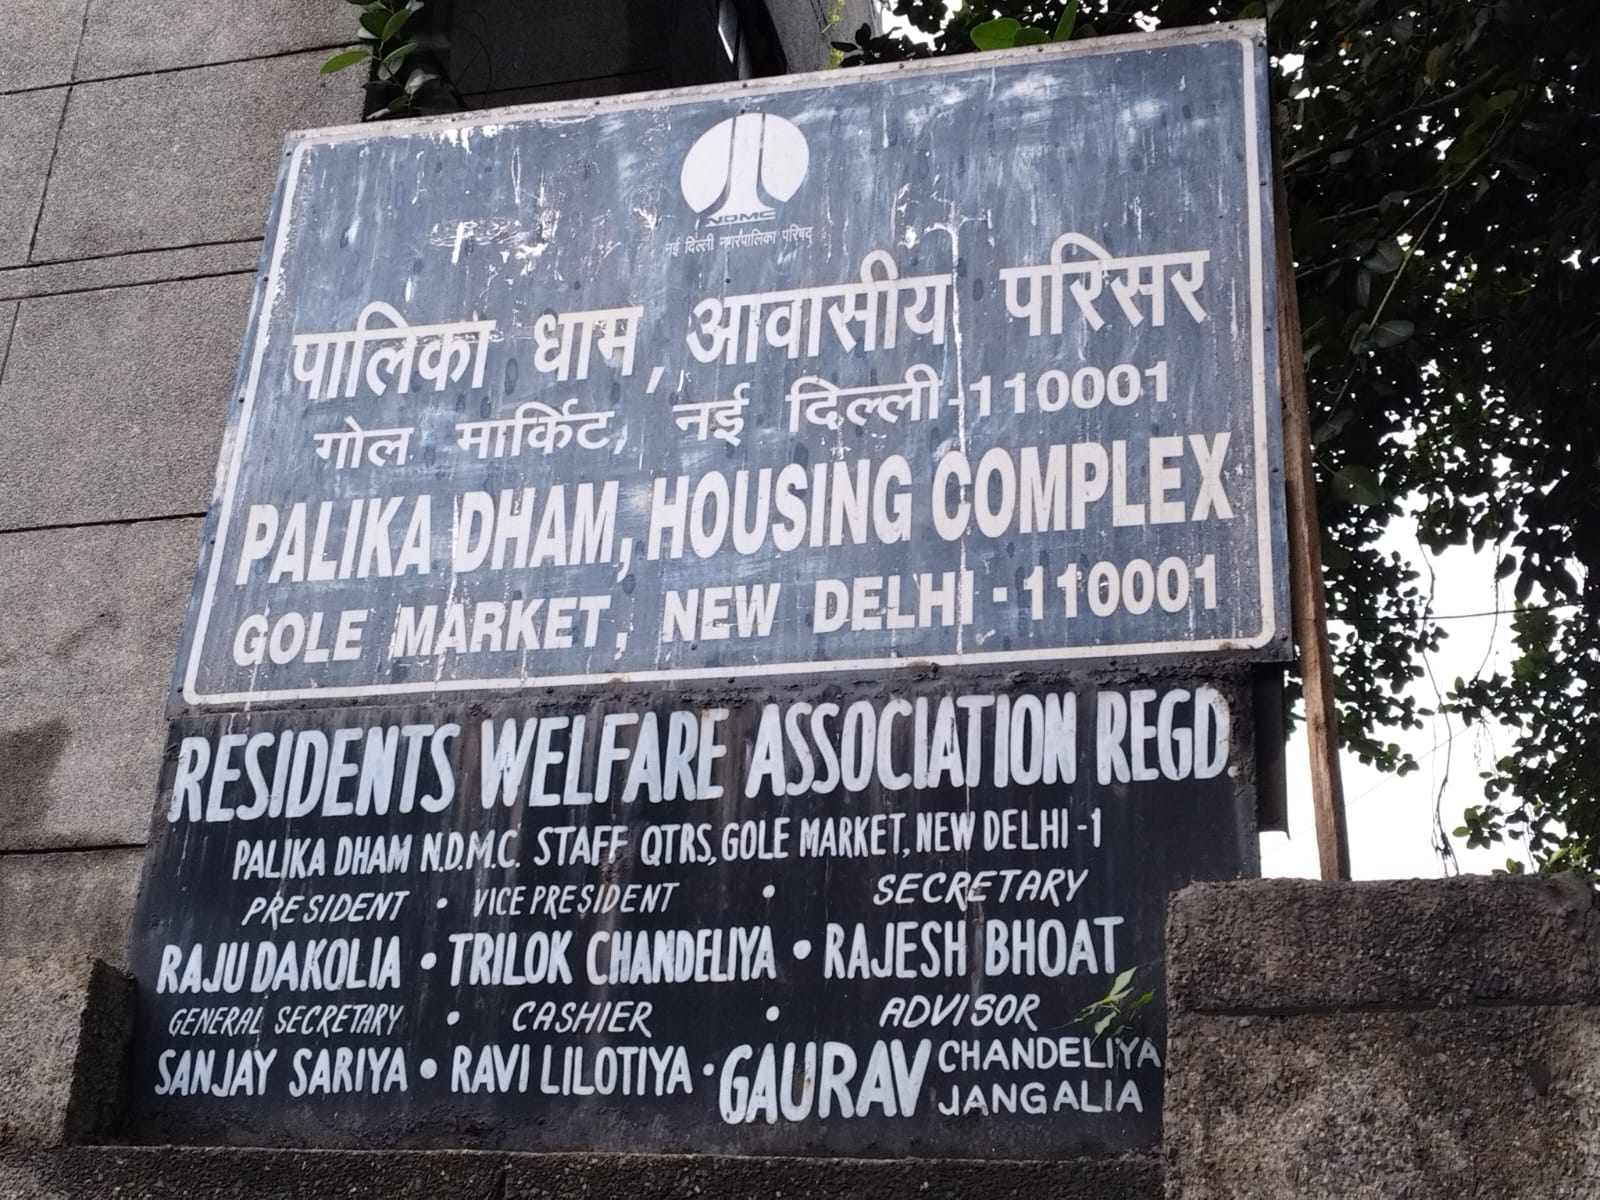 NDMC
नई दिल्ली नगरपालिका परिषद्
पालिका धाम, आवासीय परिसर
गोल मार्किट, नई दिल्ली-110001
PALIKA DHAM, HOUSING COMPLEX
GOLE MARKET, NEW DELHI - 110001
RESIDENTS WELFARE ASSOCIATION REGD.
PALIKA DHAM N.D.M.C. STAFF QTRS, GOLE MARKET, NEW DELHI -1
PRESIDENT • VICE PRESIDENT • SECRETARY
RAJU DAKOLIA • TRILOK CHANDELIYA • RAJESH BHOAT
GENERAL SECRETARY • CASHIER • ADVISOR
SANJAY SARIYA • RAVI LILOTIYA • GAURAV CHANDELIYA
JANGALIA